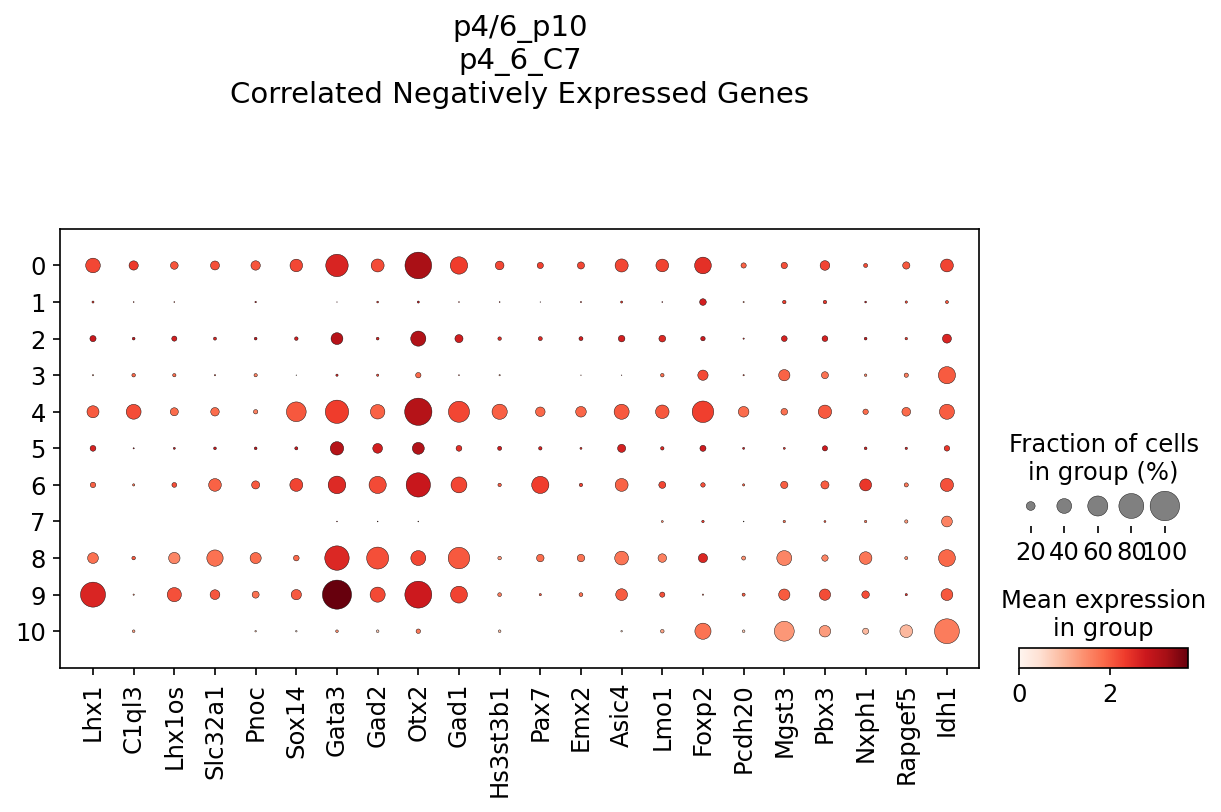 p4/6_p10
p4_6_C7
Correlated Negatively Expressed Genes
0
1
2
3
4
5
6
7
8
9
10
Lhx1
C1ql3
Lhx1os
Slc32a1
Pnoc
Sox14
Gata3
Gad2
Otx2
Gad1
Hs3st3b1
Pax7
Emx2
Asic4
Lmo1
Foxp2
Pcdh20
Mgst3
Pbx3
Nxph1
Rapgef5
Idh1
Fraction of cells
in group (%)
20 40 60 80 100
Mean expression
in group
0 2